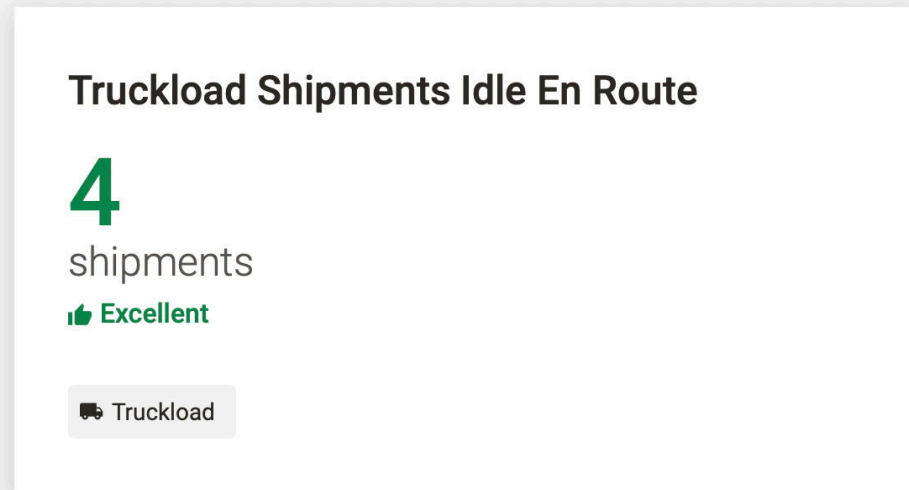 Truckload Shipments Idle En Route
4
shipments
Excellent
Truckload